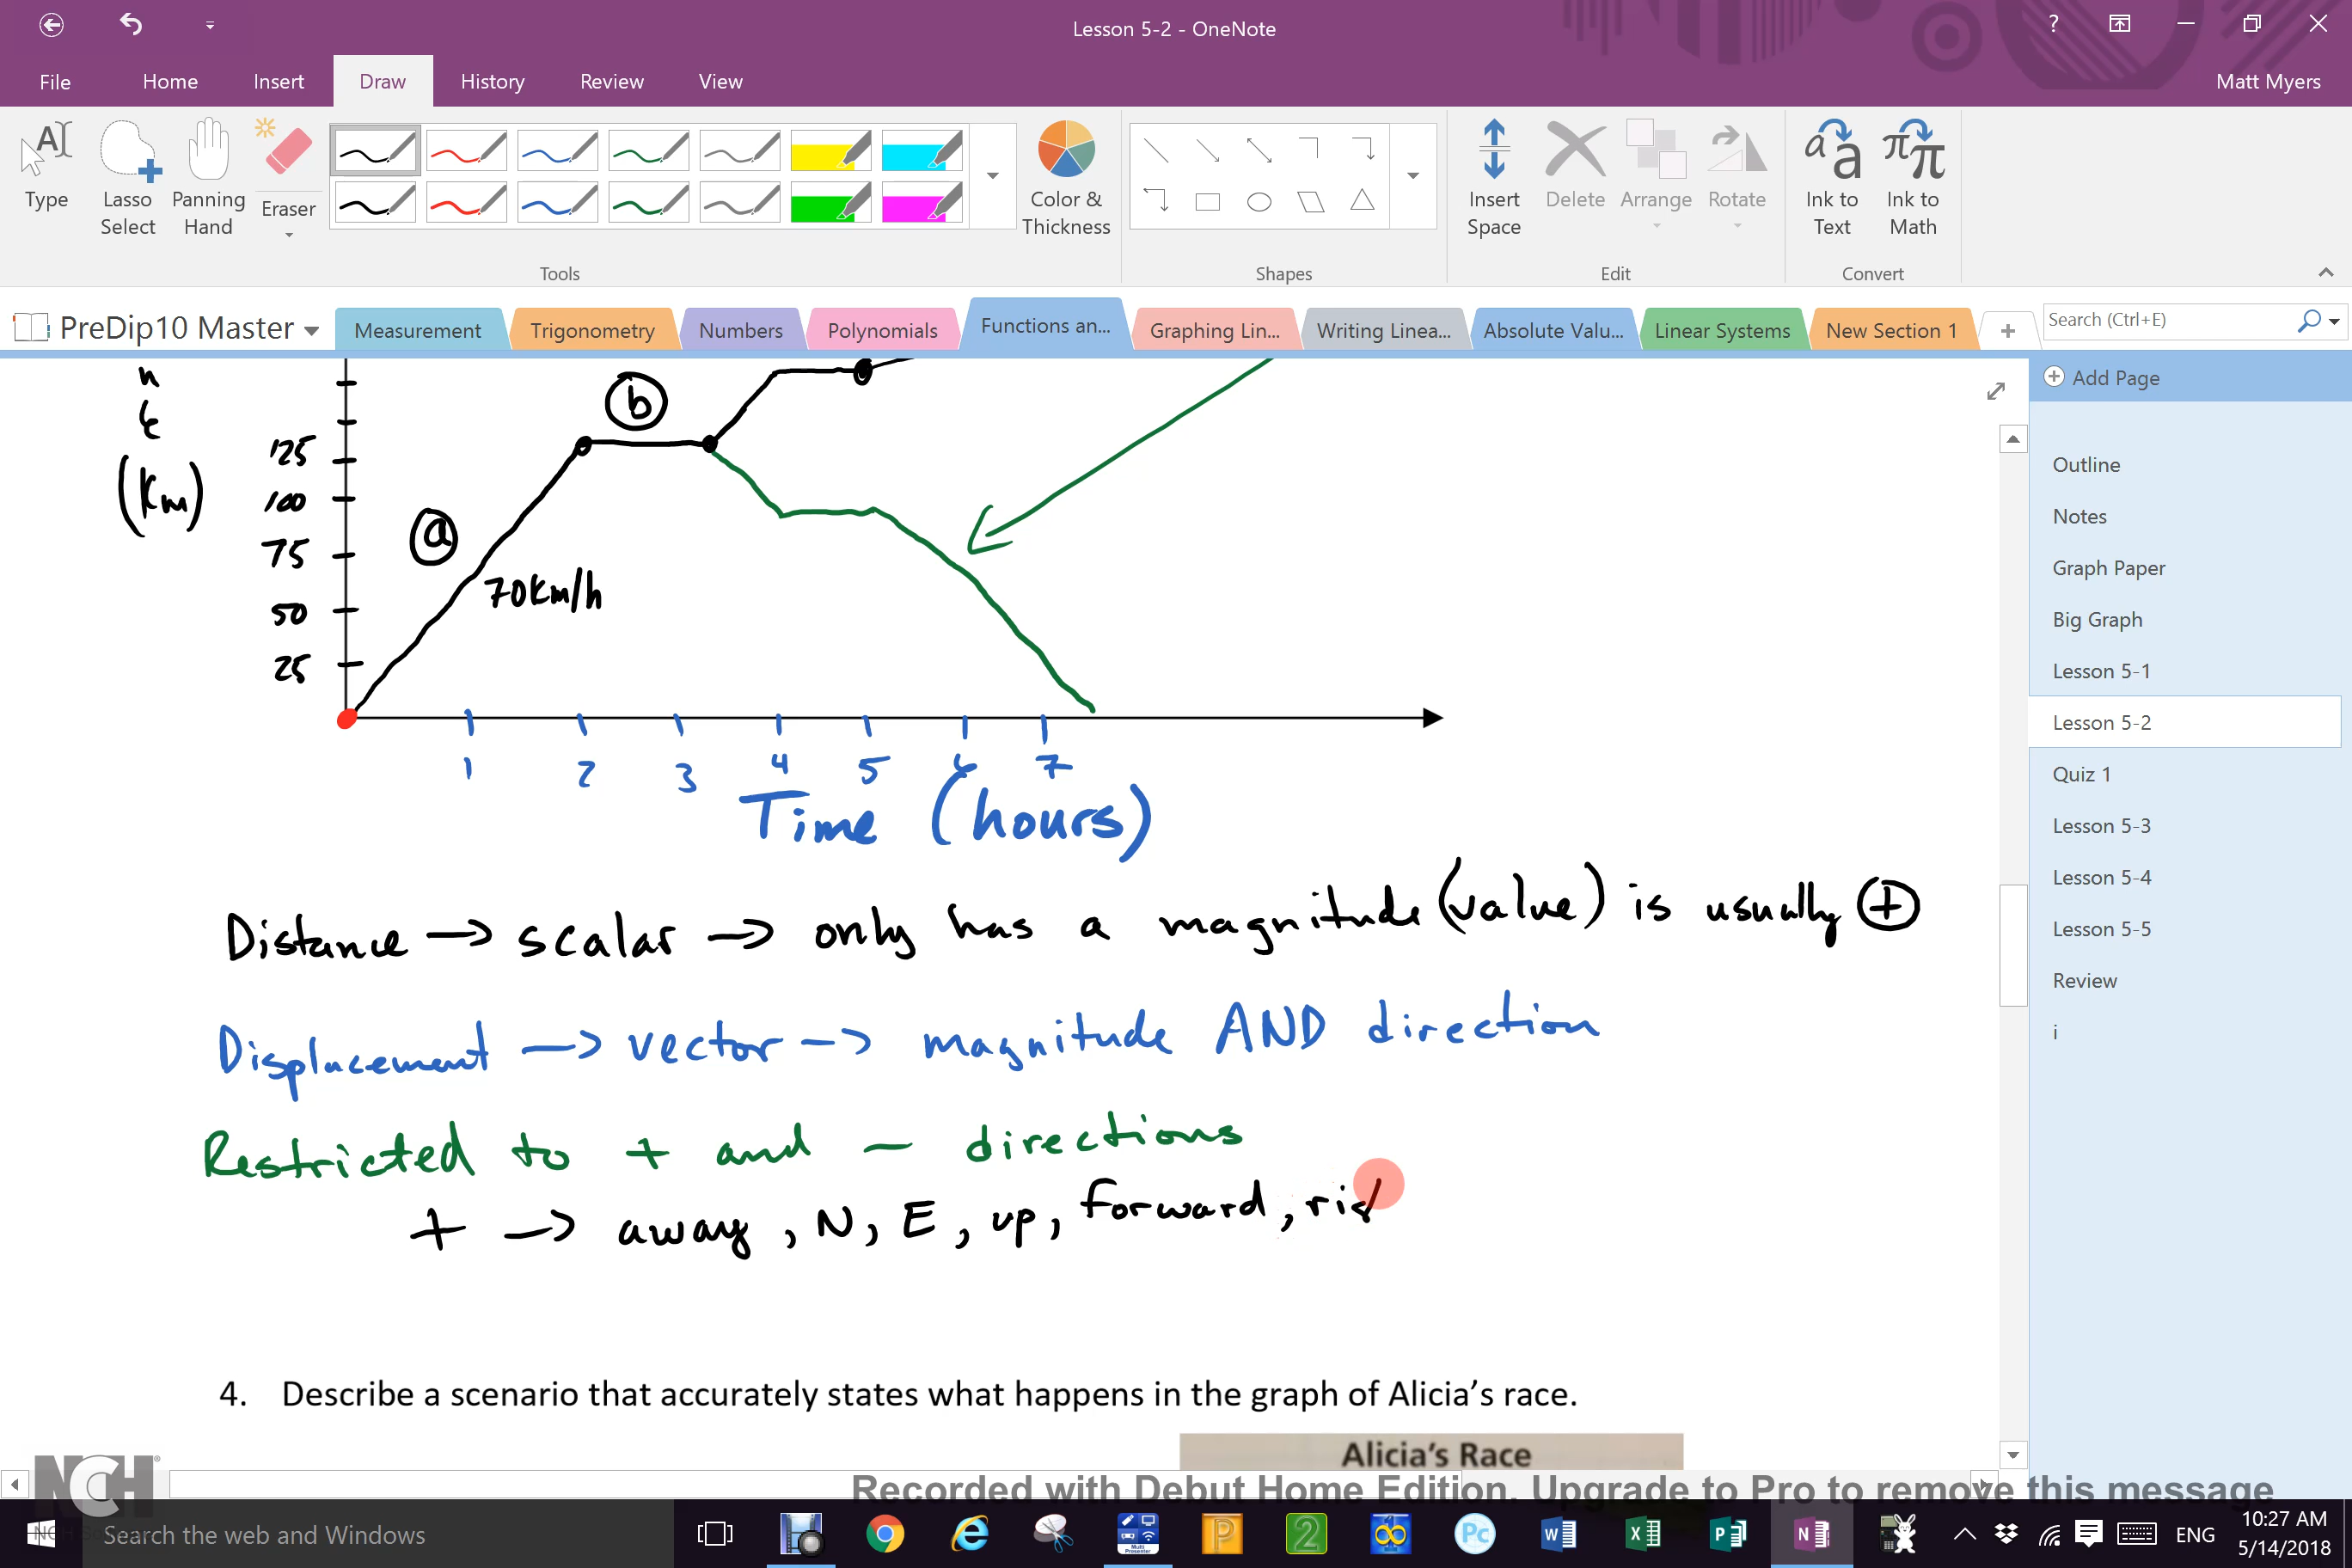 Lesson 5-2 - OneNote
?
File Home Insert Draw History Review View Matt Myers
Type Lasso Select Panning Hand Eraser Color & Thickness Insert Space Delete Arrange Rotate Ink to Text Ink to Math
Tools Shapes Edit Convert
PreDip10 Master Measurement Trigonometry Numbers Polynomials Functions an... Graphing Lin... Writing Linea... Absolute Valu... Linear Systems New Section 1 + Search (Ctrl+E)
Add Page
Outline
Notes
Graph Paper
Big Graph
Lesson 5-1
Lesson 5-2
Quiz 1
Lesson 5-3
Lesson 5-4
Lesson 5-5
Review
i
(km)
125
100
75
50
25
ⓑ
ⓐ
70km/h
1 2 3 4 5 6 7
Time (hours)
Distance → scalar → only has a magnitude (value) is usually ⊕
Displacement → vector → magnitude AND direction
Restricted to + and − directions
+ → away, N, E, up, forward,
4. Describe a scenario that accurately states what happens in the graph of Alicia's race.
Alicia's Race
NCH
Recorded with Debut Home Edition. Upgrade to Pro to remove this message
Search the web and Windows
ENG
10:27 AM
5/14/2018